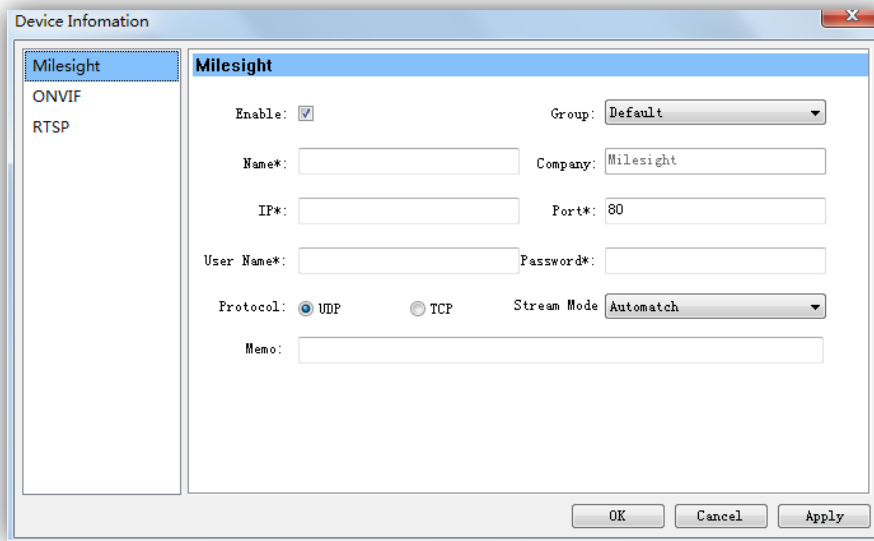 Device Infomation
X
Milesight
ONVIF
RTSP
Milesight
Enable: Group: Default
Name*: Company: Milesight
IP*: Port*: 80
User Name*: Password*:
Protocol: UDP TCP Stream Mode Automatch
Memo:
OK Cancel Apply